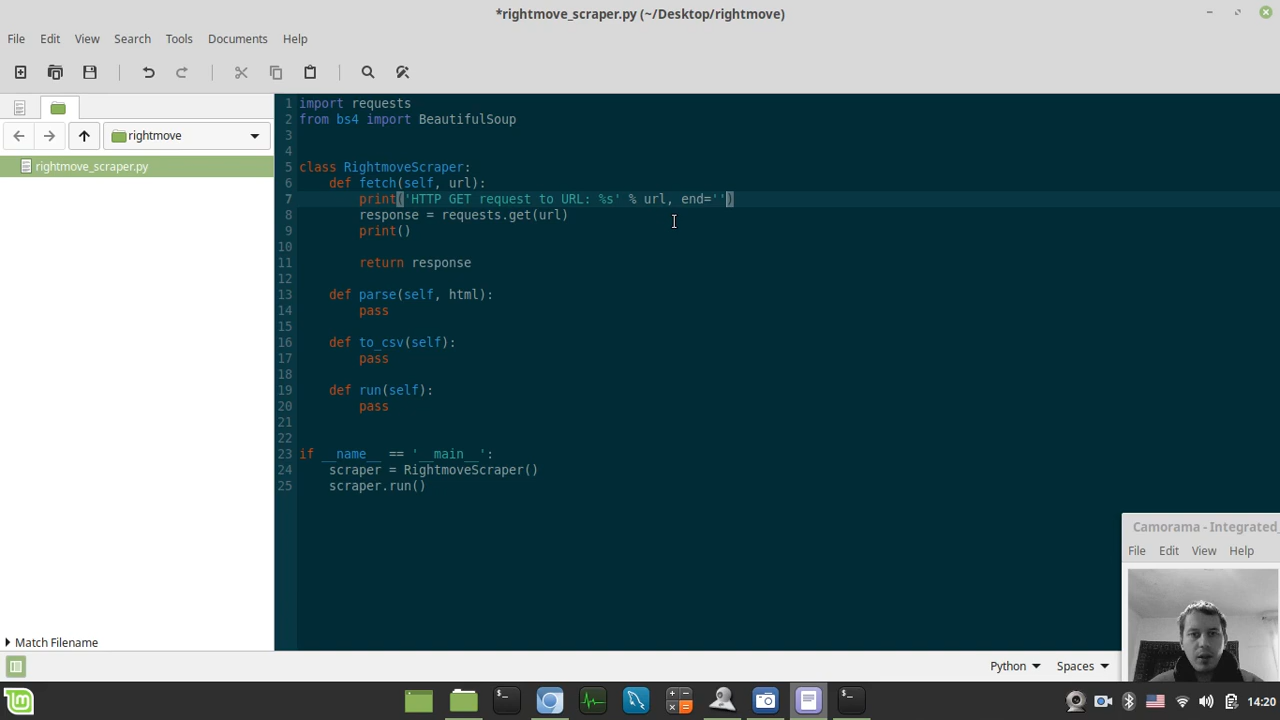 *rightmove_scraper.py (~/Desktop/rightmove)
File Edit View Search Tools Documents Help
rightmove
rightmove_scraper.py
1 import requests
2 from bs4 import BeautifulSoup
3
4
5 class RightmoveScraper:
6     def fetch(self, url):
7         print('HTTP GET request to URL: %s' % url, end='')
8         response = requests.get(url)
9         print()
10
11         return response
12
13     def parse(self, html):
14         pass
15
16     def to_csv(self):
17         pass
18
19     def run(self):
20         pass
21
22
23 if __name__ == '__main__':
24     scraper = RightmoveScraper()
25     scraper.run()
Camorama - Integrated_
File Edit View Help
Match Filename
Python Spaces
14:20